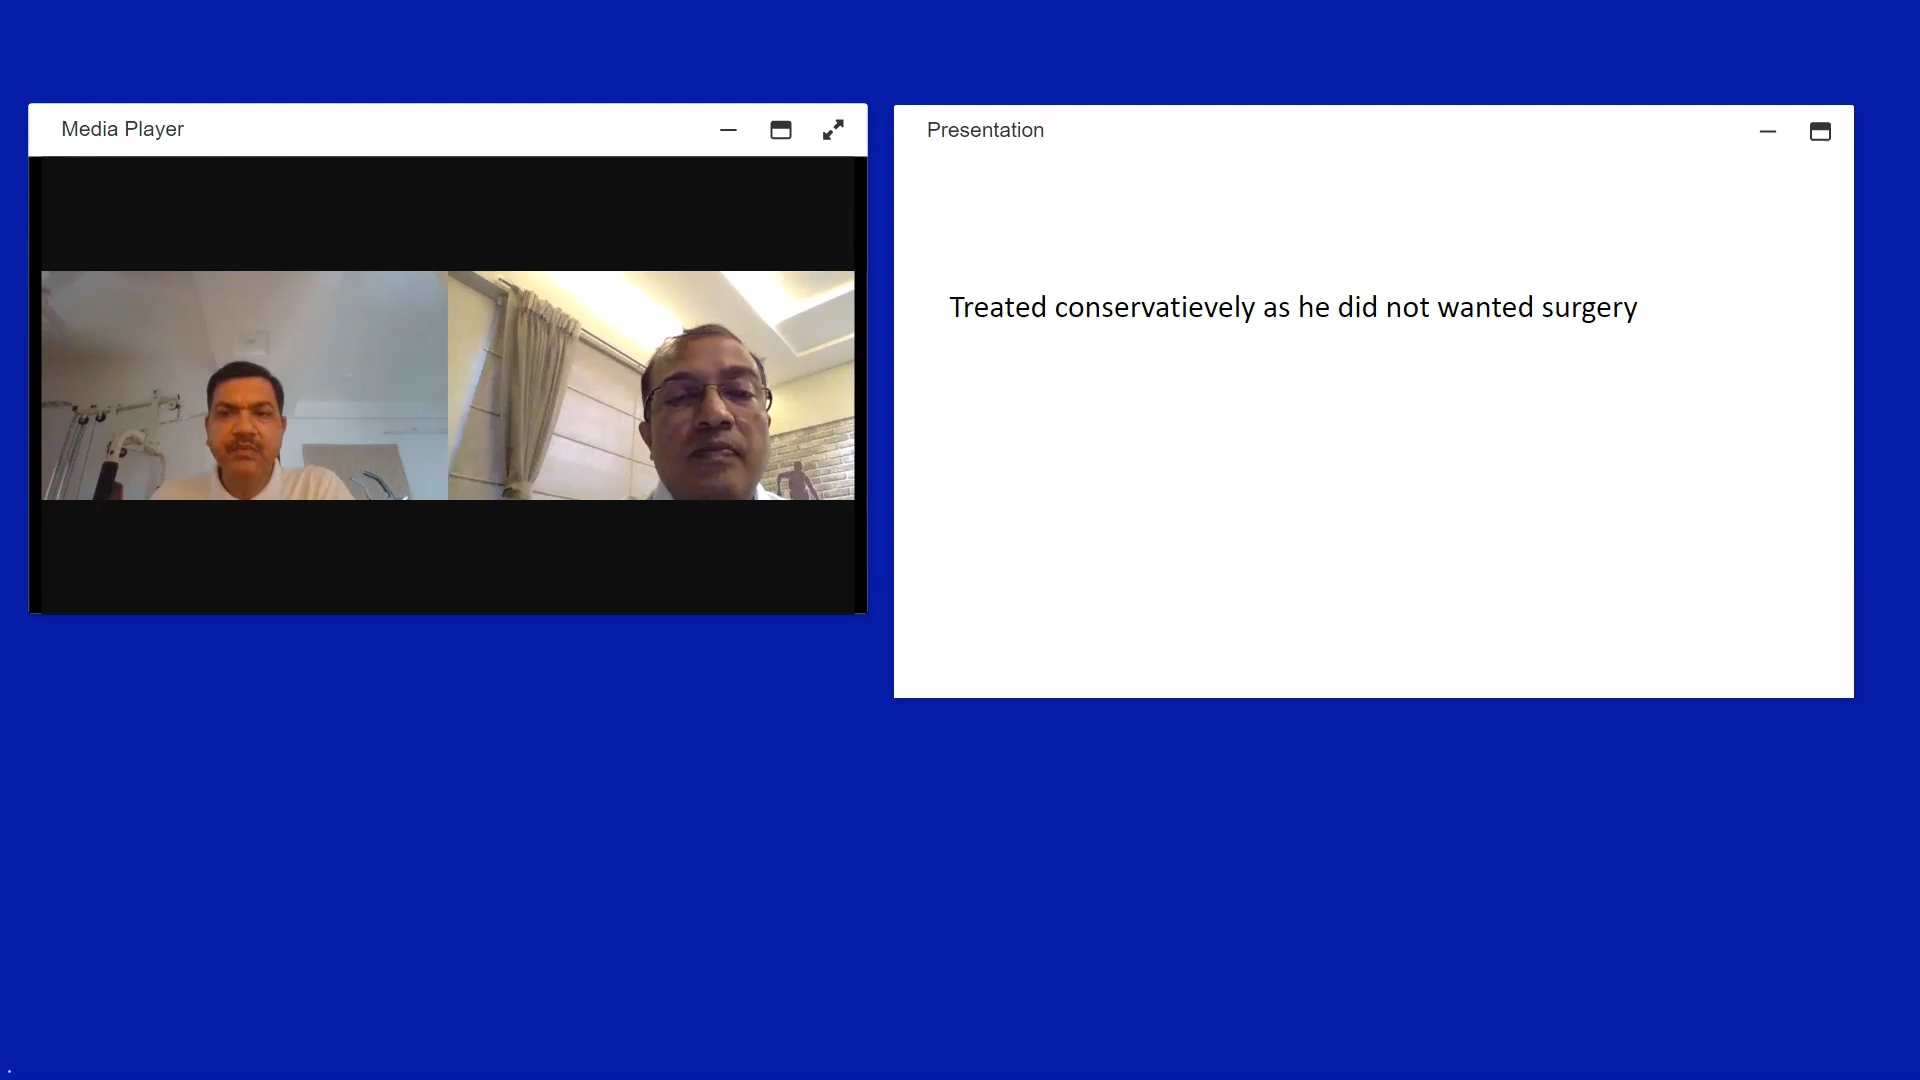 Media Player
Presentation
Treated conservatievely as he did not wanted surgery